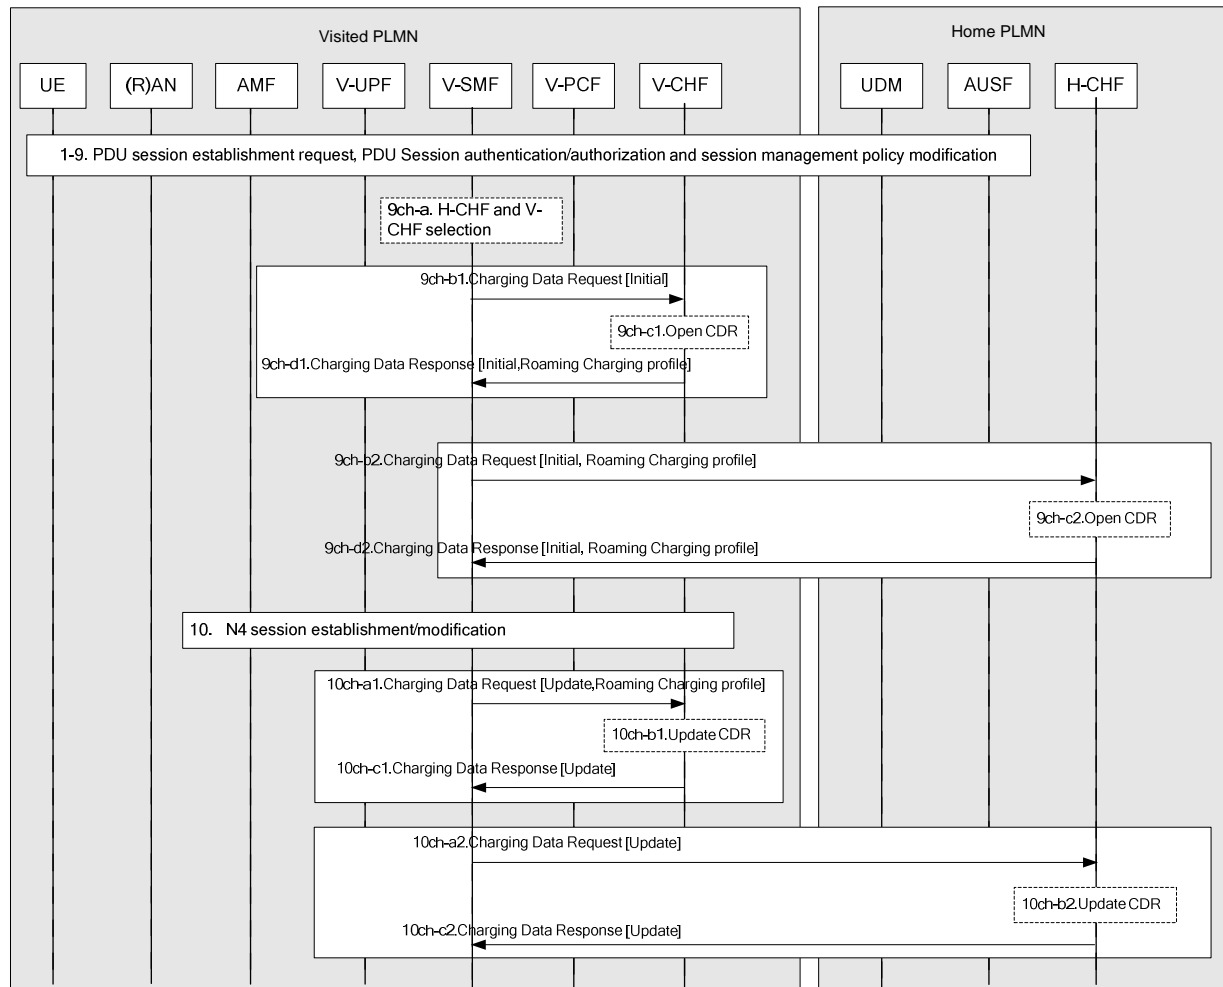 Visited PLMN
Home PLMN
UE
(R)AN
AMF
V-UPF
V-SMF
V-PCF
V-CHF
UDM
AUSF
H-CHF
1-9. PDU session establishment request, PDU Session authentication/authorization and session management policy modification
9ch-a. H-CHF and V-
CHF selection
9ch-b1.Charging Data Request [Initial]
9ch-c1.Open CDR
9ch-d1.Charging Data Response [Initial,Roaming Charging profile]
9ch-b2.Charging Data Request [Initial, Roaming Charging profile]
9ch-c2.Open CDR
9ch-d2.Charging Data Response [Initial, Roaming Charging profile]
10. N4 session establishment/modification
10ch-a1.Charging Data Request [Update,Roaming Charging profile]
10ch-b1.Update CDR
10ch-c1.Charging Data Response [Update]
10ch-a2.Charging Data Request [Update]
10ch-b2.Update CDR
10ch-c2.Charging Data Response [Update]